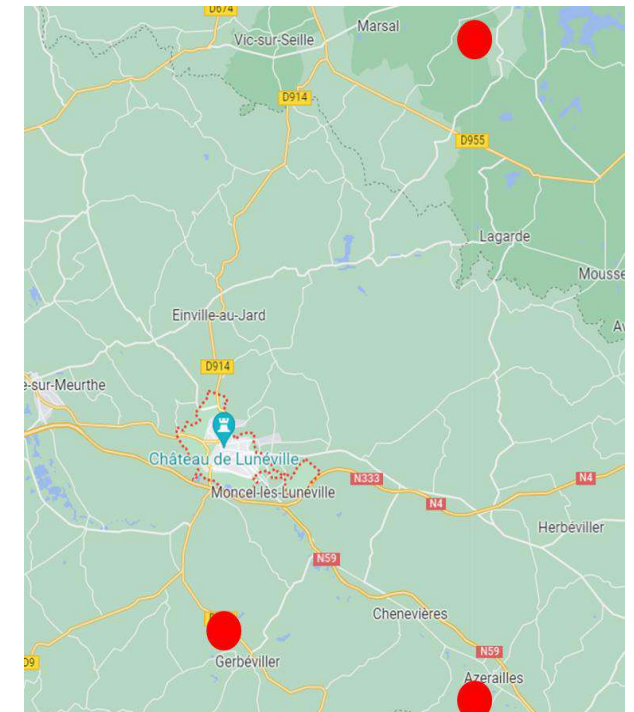 D674
Marsal
Vic-sur-Seille
D914
D955
Lagarde
Mousse
Einville-au-Jard
D914
e-sur-Meurthe
Château de Lunéville
N333
N4
Moncel-lès-Lunéville
N4
Herbéviller
N59
Chenevières
N59
D9
Gerbéviller
Azerailles